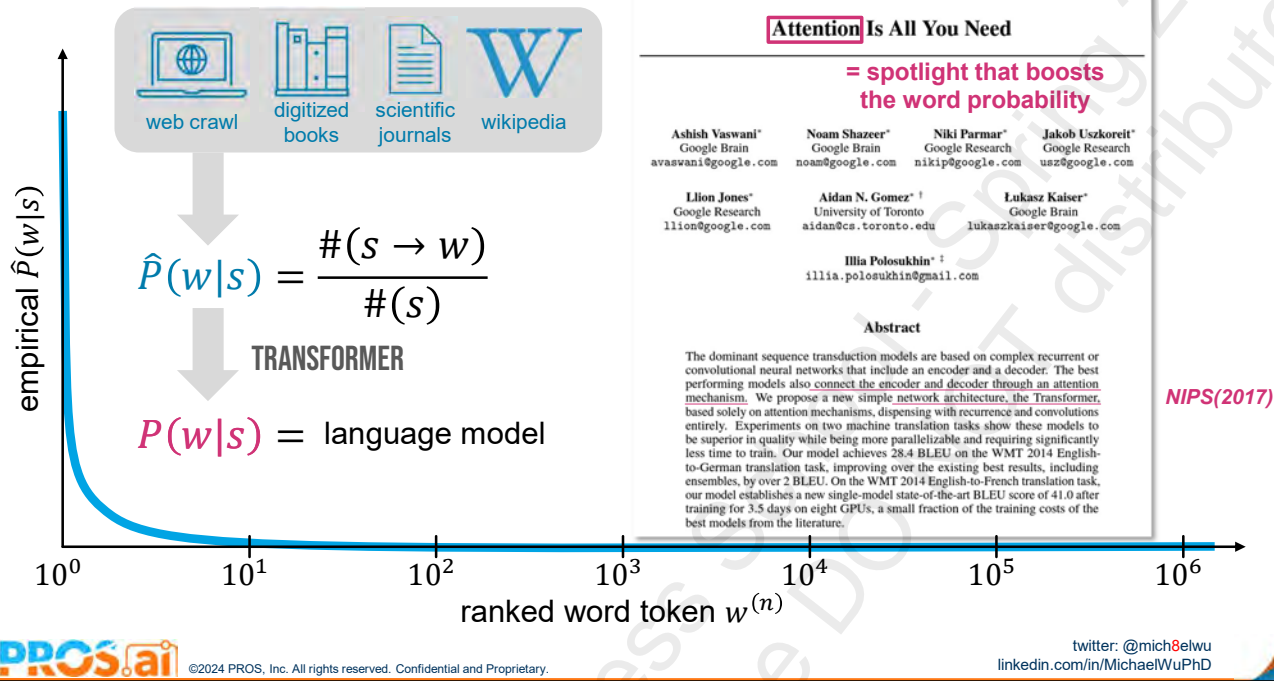 web crawl
digitized
books
scientific
journals
W
wikipedia
empirical P̂(w|s)
P̂(w|s) = #(s → w) / #(s)
TRANSFORMER
P(w|s) = language model
Attention Is All You Need
= spotlight that boosts
the word probability
Ashish Vaswani* Noam Shazeer* Niki Parmar* Jakob Uszkoreit*
Google Brain Google Brain Google Research Google Research
avaswani@google.com noam@google.com nikip@google.com usz@google.com
Llion Jones* Aidan N. Gomez* † Łukasz Kaiser*
Google Research University of Toronto Google Brain
llion@google.com aidan@cs.toronto.edu lukaszkaiser@google.com
Illia Polosukhin* ‡
illia.polosukhin@gmail.com
Abstract
The dominant sequence transduction models are based on complex recurrent or
convolutional neural networks that include an encoder and a decoder. The best
performing models also connect the encoder and decoder through an attention
mechanism. We propose a new simple network architecture, the Transformer,
based solely on attention mechanisms, dispensing with recurrence and convolutions
entirely. Experiments on two machine translation tasks show these models to
be superior in quality while being more parallelizable and requiring significantly
less time to train. Our model achieves 28.4 BLEU on the WMT 2014 English-
to-German translation task, improving over the existing best results, including
ensembles, by over 2 BLEU. On the WMT 2014 English-to-French translation task,
our model establishes a new single-model state-of-the-art BLEU score of 41.0 after
training for 3.5 days on eight GPUs, a small fraction of the training costs of the
best models from the literature.
NIPS(2017)
10⁰ 10¹ 10² 10³ 10⁴ 10⁵ 10⁶
ranked word token w⁽ⁿ⁾
PROS.ai ©2024 PROS, Inc. All rights reserved. Confidential and Proprietary.
twitter: @mich8elwu
linkedin.com/in/MichaelWuPhD